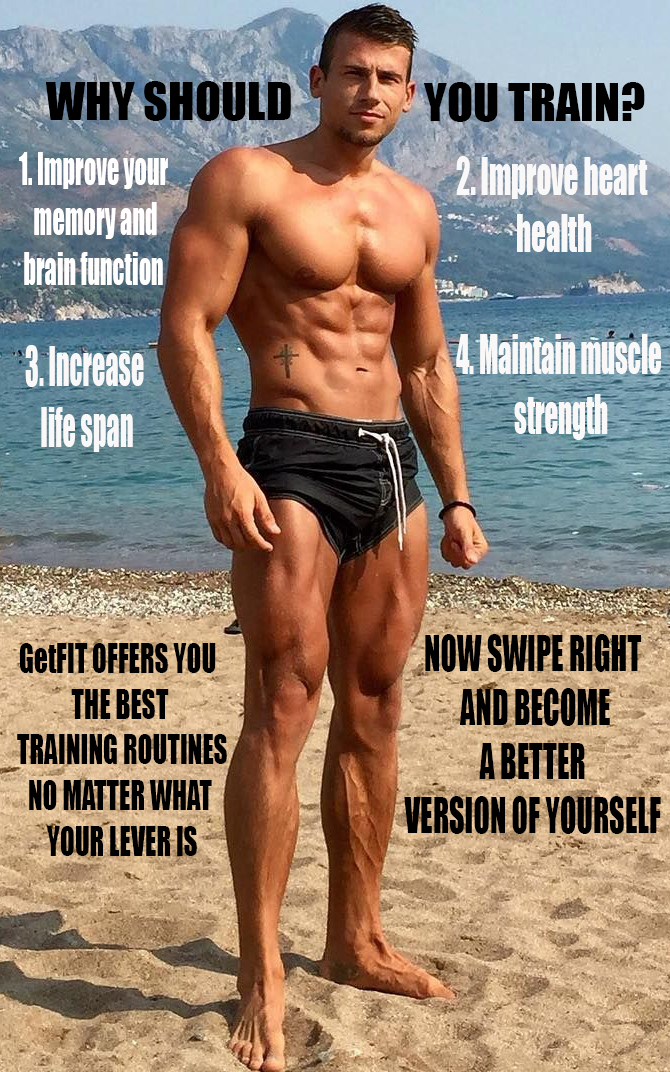 WHY SHOULD YOU TRAIN?
1. Improve your
memory and
brain function
2. Improve heart
health
3. Increase
life span
4. Maintain muscle
strength
GetFIT OFFERS YOU
THE BEST
TRAINING ROUTINES
NO MATTER WHAT
YOUR LEVER IS
NOW SWIPE RIGHT
AND BECOME
A BETTER
VERSION OF YOURSELF